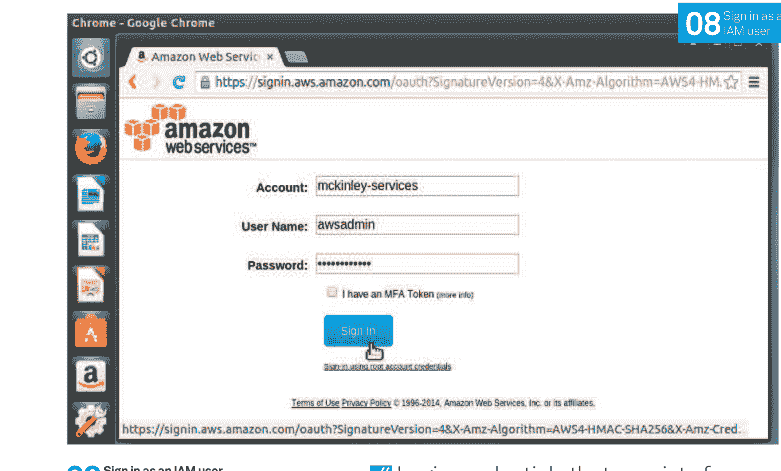 Chrome - Google Chrome
08 Sign in as a
IAM user
Amazon Web Servic ×
https://signin.aws.amazon.com/oauth?SignatureVersion=4&X-Amz-Algorithm=AWS4-HM.
amazon
webservices™
Account: mckinley-services
User Name: awsadmin
Password: ••••••••••••
I have an MFA Token (more info)
Sign In
Sign in using root account credentials
Terms of Use Privacy Policy © 1996-2014, Amazon Web Services, Inc. or its affiliates.
https://signin.aws.amazon.com/oauth?SignatureVersion=4&X-Amz-Algorithm=AWS4-HMAC-SHA256&X-Amz-Cred.
Sign in as an IAM user